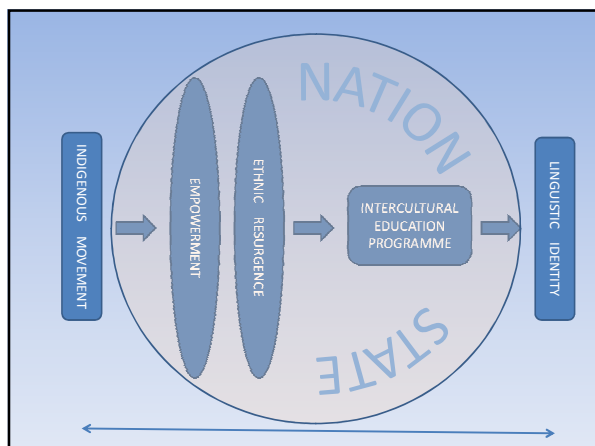 INDIGENOUS MOVEMENT
EMPOWERMENT
ETHNIC RESURGENCE
NATION
INTERCULTURAL
EDUCATION
PROGRAMME
STATE
LINGUISTIC IDENTITY